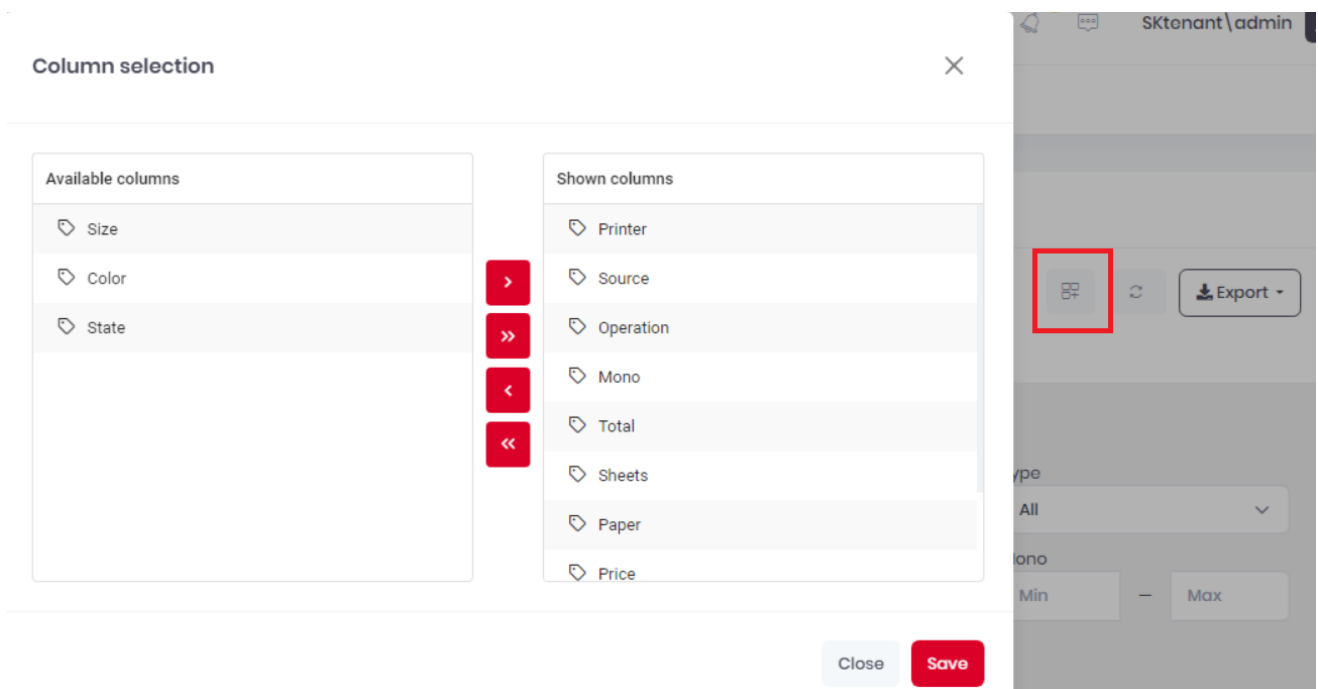 SKtenant\admin
Column selection
Available columns
Size
Color
State
Shown columns
Printer
Source
Operation
Mono
Total
Sheets
Paper
Price
Close
Save
Export
ype
All
ono
Min — Max